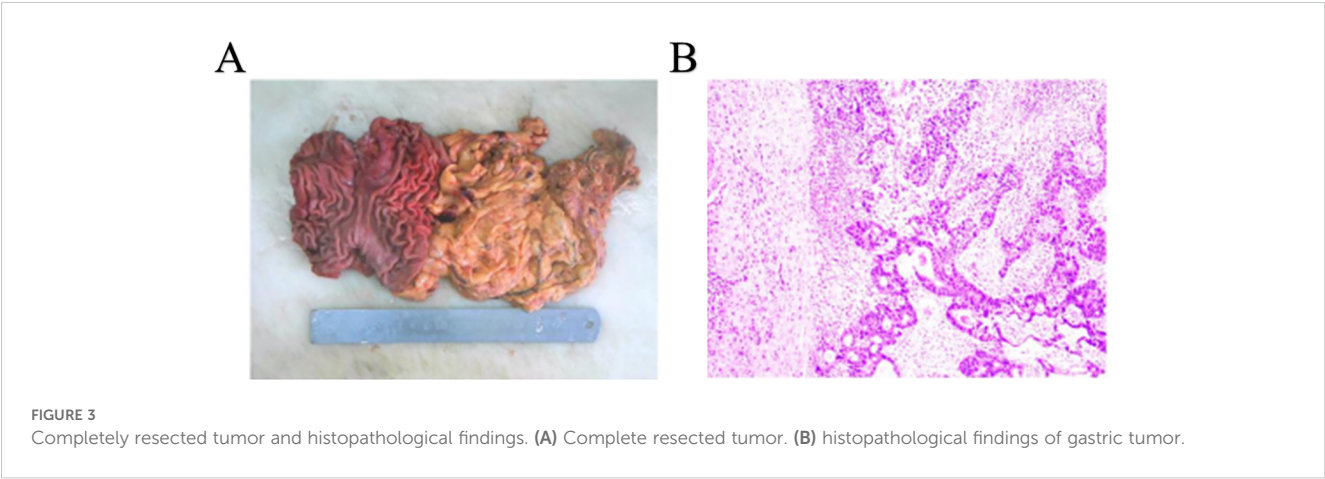 A
B
FIGURE 3
Completely resected tumor and histopathological findings. (A) Complete resected tumor. (B) histopathological findings of gastric tumor.